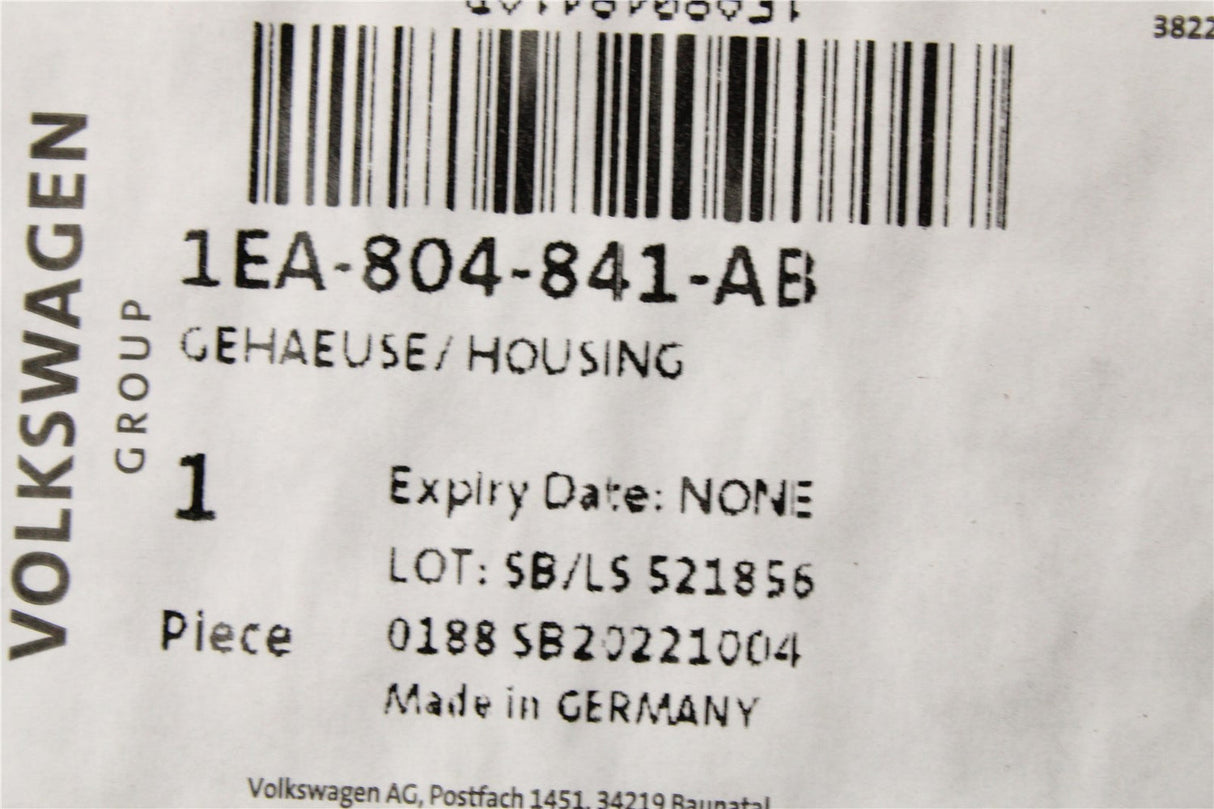 3822
1EA-804-841-AB
GEHAEUSE/HOUSING
1
Expiry Date: NONE
LOT: SB/LS 521856
Piece
0188 SB20221004
Made in GERMANY
Volkswagen AG, Postfach 1451, 34219 Baunatal
VOLKSWAGEN
GROUP